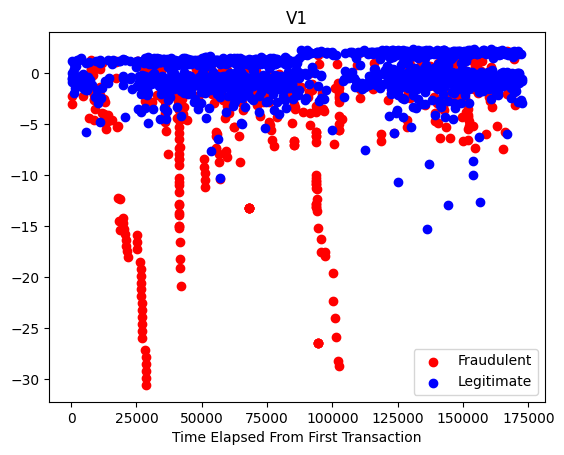 V1
0
−5
−10
−15
−20
−25
−30
0 25000 50000 75000 100000 125000 150000 175000
Time Elapsed From First Transaction
Fraudulent
Legitimate